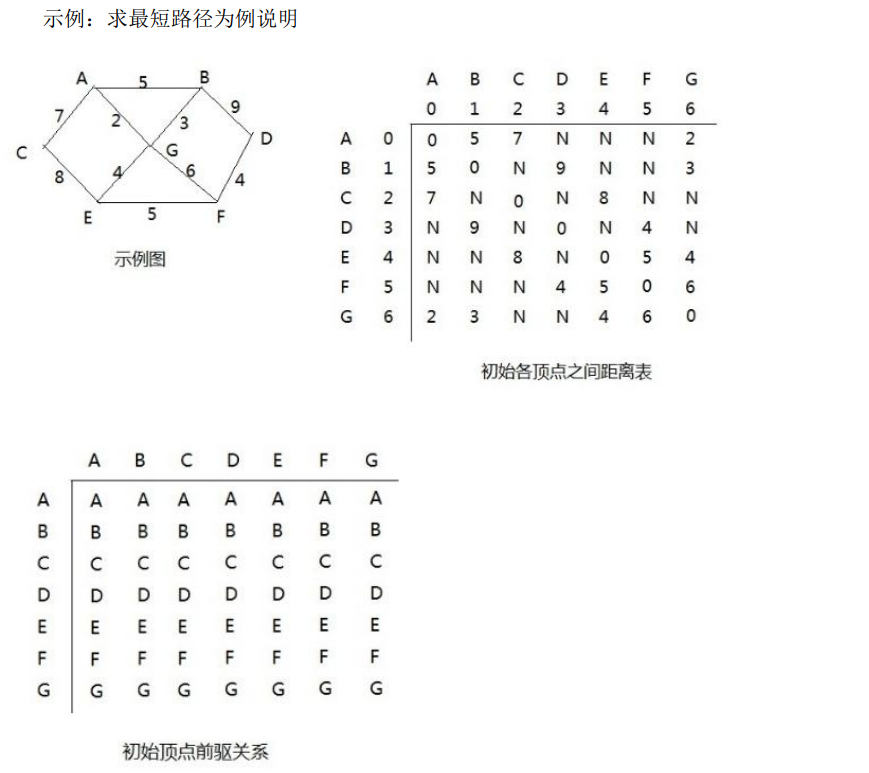 示例：求最短路径为例说明
A 5 B
7 2 3 9
C G D
8 4 6 4
E 5 F
示例图
A B C D E F G
0 1 2 3 4 5 6
A 0 0 5 7 N N N 2
B 1 5 0 N 9 N N 3
C 2 7 N 0 N 8 N N
D 3 N 9 N 0 N 4 N
E 4 N N 8 N 0 5 4
F 5 N N N 4 5 0 6
G 6 2 3 N N 4 6 0
初始各顶点之间距离表
A B C D E F G
A A A A A A A A
B B B B B B B B
C C C C C C C C
D D D D D D D D
E E E E E E E E
F F F F F F F F
G G G G G G G G
初始顶点前驱关系